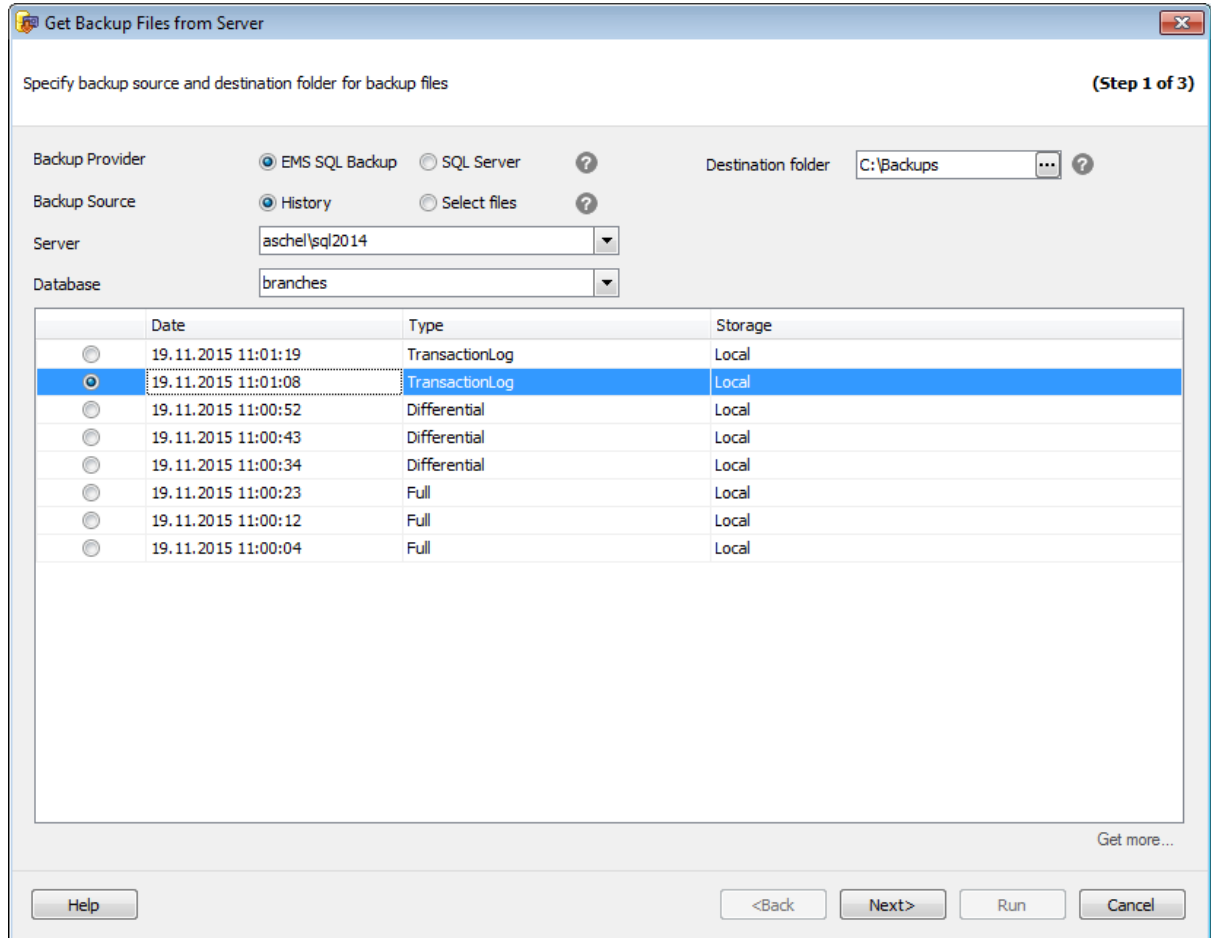 Get Backup Files from Server
Specify backup source and destination folder for backup files (Step 1 of 3)
Backup Provider EMS SQL Backup SQL Server ? Destination folder C:\Backups ... ?
Backup Source History Select files ?
Server aschel\sql2014
Database branches
Date Type Storage
19.11.2015 11:01:19 TransactionLog Local
19.11.2015 11:01:08 TransactionLog Local
19.11.2015 11:00:52 Differential Local
19.11.2015 11:00:43 Differential Local
19.11.2015 11:00:34 Differential Local
19.11.2015 11:00:23 Full Local
19.11.2015 11:00:12 Full Local
19.11.2015 11:00:04 Full Local
Get more...
Help <Back Next> Run Cancel